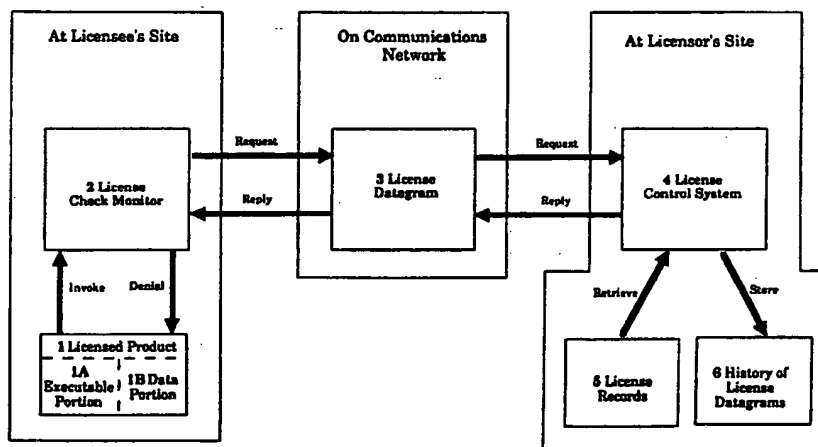 At Licensee's Site
On Communications
Network
At Licensor's Site
Request
Request
2 License
Check Monitor
3 License
Datagram
4 License
Control System
Reply
Reply
Invoke
Denial
Retrieve
Store
1 Licensed Product
1A
Executable
Portion
1B Data
Portion
5 License
Records
6 History of
License
Datagrams